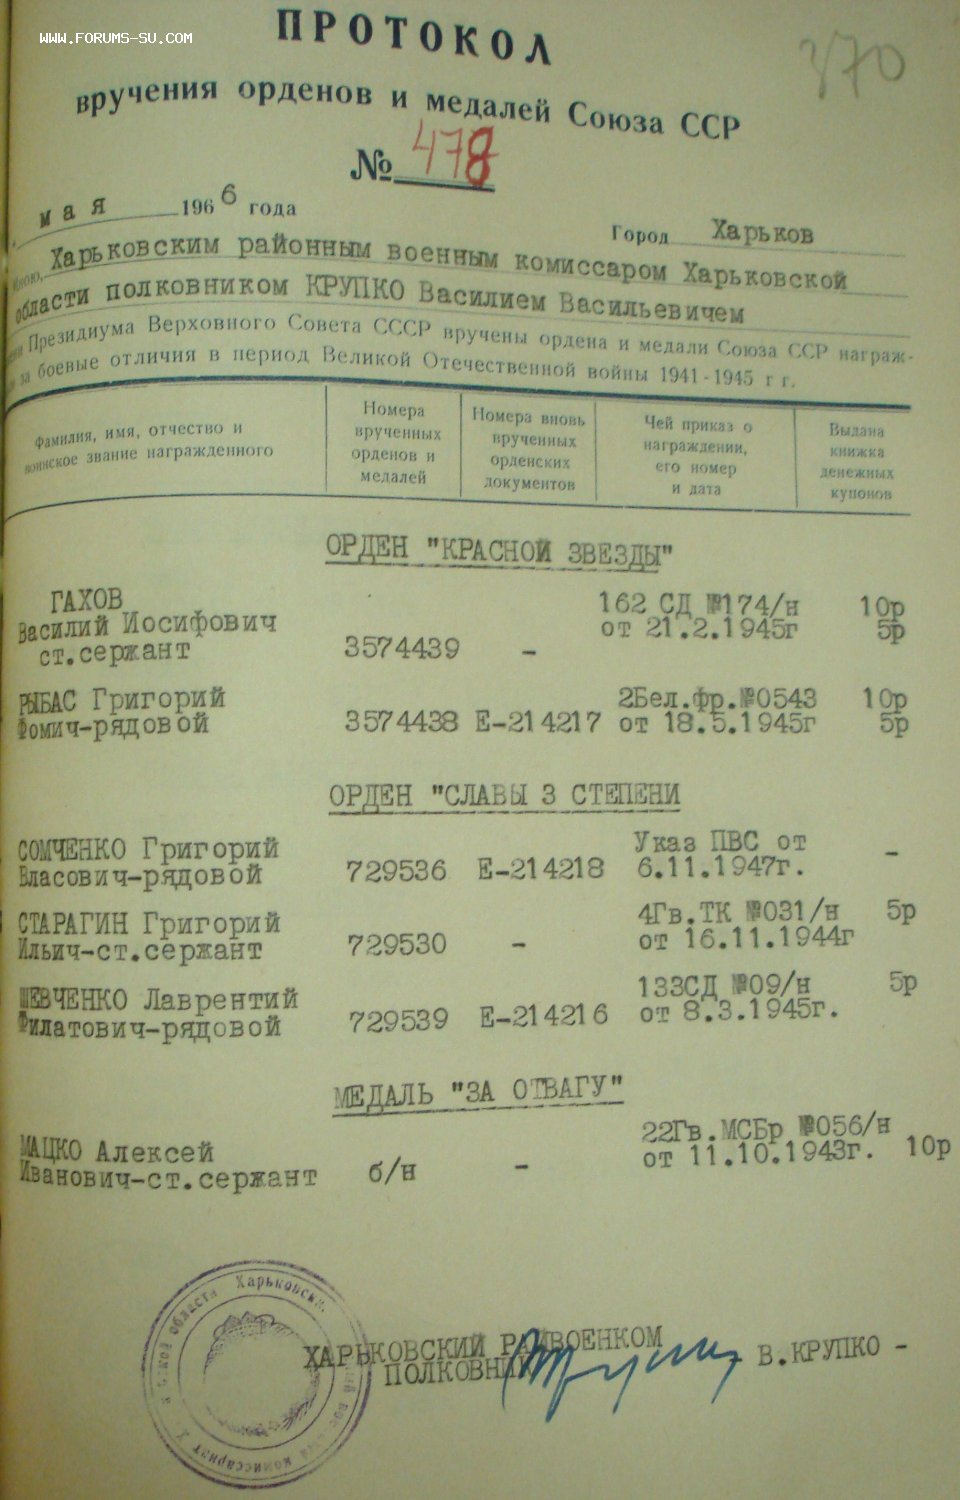 WWW.FORUMS-SU.COM
370
ПРОТОКОЛ
вручения орденов и медалей Союза ССР
№ 478
мая 1966 года
Город Харьков
Мною, Харьковским районным военным комиссаром Харьковской
области полковником КРУПКО Василием Васильевичем
Президиума Верховного Совета СССР вручены ордена и медали Союза ССР награж-
за боевые отличия в период Великой Отечественной войны 1941-1945 гг.
Фамилия, имя, отчество и
воинское звание награжденного
Номера
врученных
орденов и
медалей
Номера вновь
врученных
орденских
документов
Чей приказ о
награждении,
его номер
и дата
Выдана
книжка
денежных
купонов
ОРДЕН "КРАСНОЙ ЗВЕЗДЫ"
ГАХОВ 162 СД №174/н 10р
Василий Иосифович от 21.2.1945г 5р
ст.сержант 3574439 -
РЫБАС Григорий 2Бел.фр.№0543 10р
Фомич-рядовой 3574438 Е-214217 от 18.5.1945г 5р
ОРДЕН "СЛАВЫ 3 СТЕПЕНИ
СОМЧЕНКО Григорий Указ ПВС от -
Власович-рядовой 729536 Е-214218 6.11.1947г.
СТАРАГИН Григорий 4Гв.ТК №031/н 5р
Ильич-ст.сержант 729530 - от 16.11.1944г
ШЕВЧЕНКО Лаврентий 133СД №09/н 5р
Филатович-рядовой 729539 Е-214216 от 8.3.1945г.
МЕДАЛЬ "ЗА ОТВАГУ"
МАЦКО Алексей 22Гв.МСБр №056/н
Иванович-ст.сержант б/н - от 11.10.1943г. 10р
ХАРЬКОВСКИЙ РАЙВОЕНКОМ
ПОЛКОВНИК В.КРУПКО -
области Харьковски
комиссариат